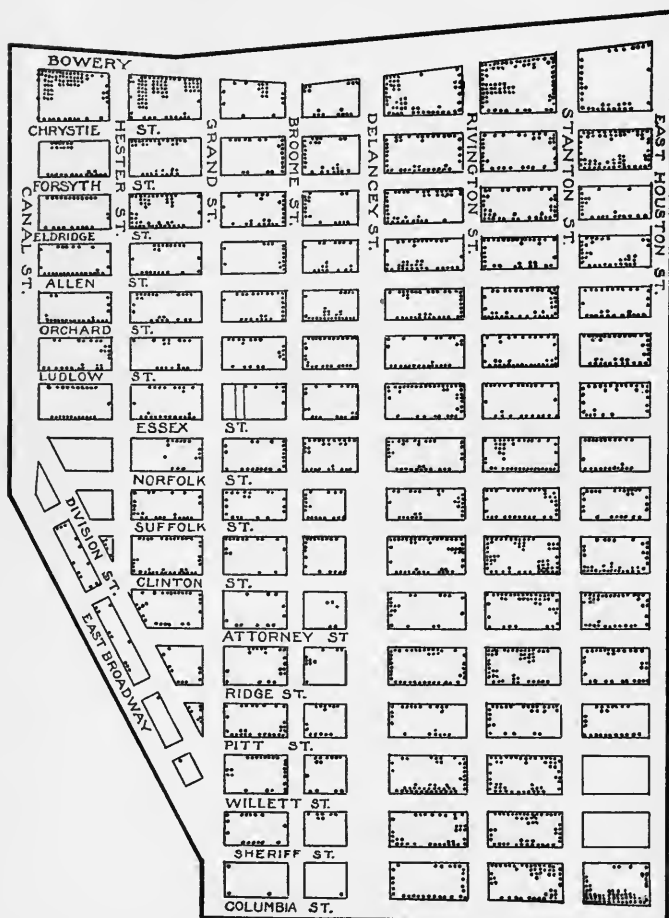 BOWERY
CHRYSTIE ST.
FORSYTH ST.
ELDRIDGE ST.
ALLEN ST.
ORCHARD ST.
LUDLOW ST.
ESSEX ST.
NORFOLK ST.
SUFFOLK ST.
CLINTON ST.
ATTORNEY ST
RIDGE ST.
PITT ST.
WILLETT ST.
SHERIFF ST.
COLUMBIA ST.
CANAL ST.
HESTER ST.
GRAND ST.
BROOME ST.
DELANCEY ST.
RIVINGTON ST.
STANTON ST.
EAST HOUSTON ST.
DIVISION ST.
EAST BROADWAY